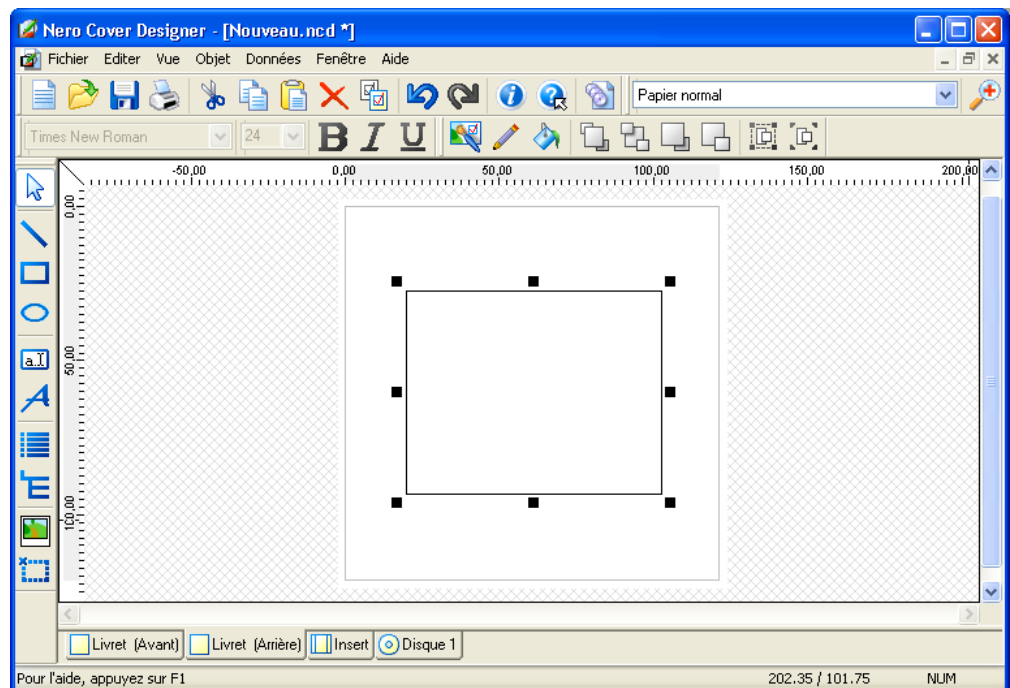 Nero Cover Designer - [Nouveau.ncd *]
Fichier Editer Vue Objet Données Fenêtre Aide
Papier normal
Times New Roman 24 B I U
-50,00 0,00 50,00 100,00 150,00 200,00
0,00
50,00
100,00
a.I
A
Livret (Avant) Livret (Arrière) Insert Disque 1
Pour l'aide, appuyez sur F1 202.35 / 101.75 NUM